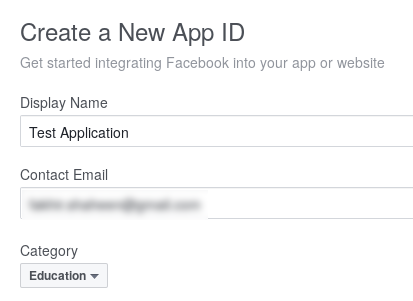 Create a New App ID
Get started integrating Facebook into your app or website
Display Name
Test Application
Contact Email
Category
Education